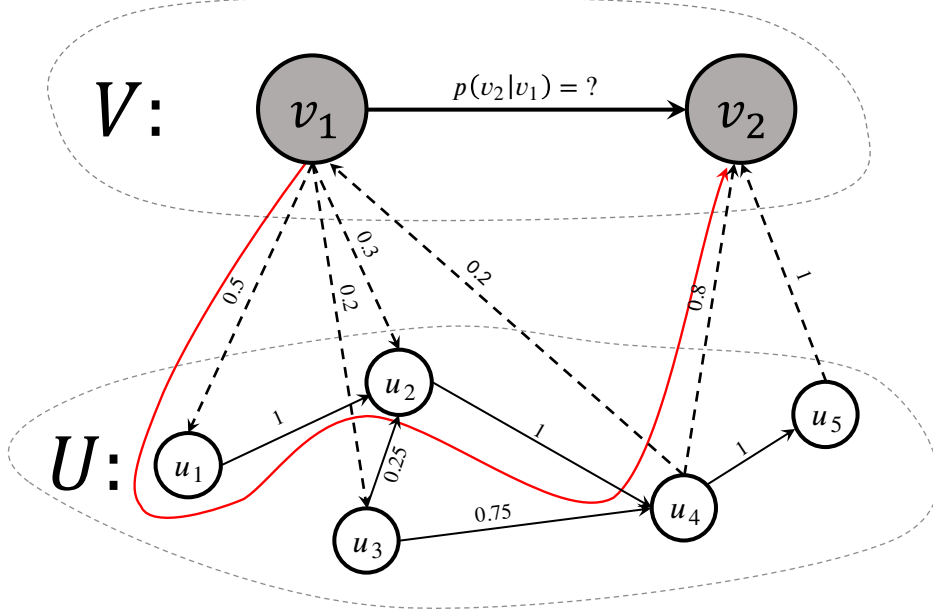 V:
v₁
p(v₂|v₁) = ?
v₂
0.5
0.2
0.3
0.2
0.8
1
U:
u₁
1
u₂
0.25
u₃
0.75
1
u₄
1
u₅